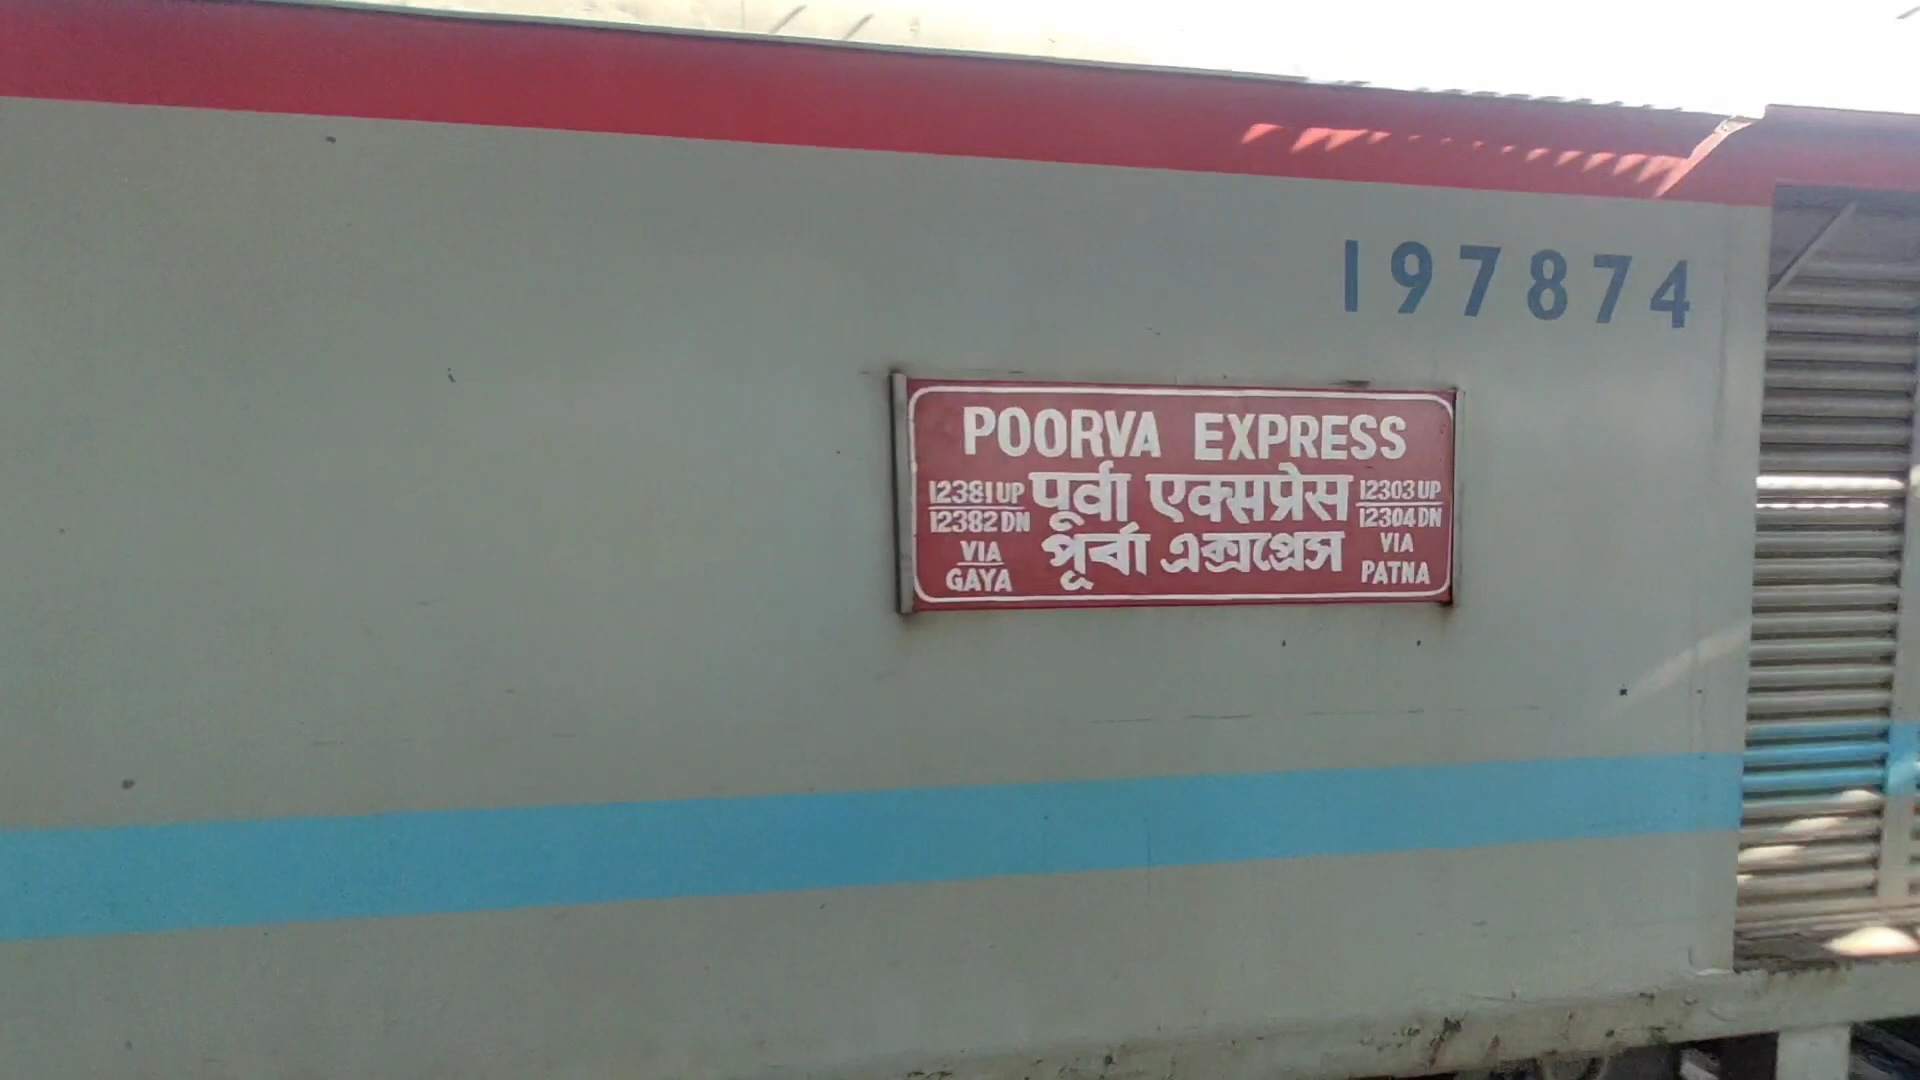 197874
POORVA EXPRESS
12381 UP पूर्वा एक्सप्रेस 12303 UP
12382 DN পূর্বা এক্সপ্রেস 12304 DN
VIA VIA
GAYA PATNA